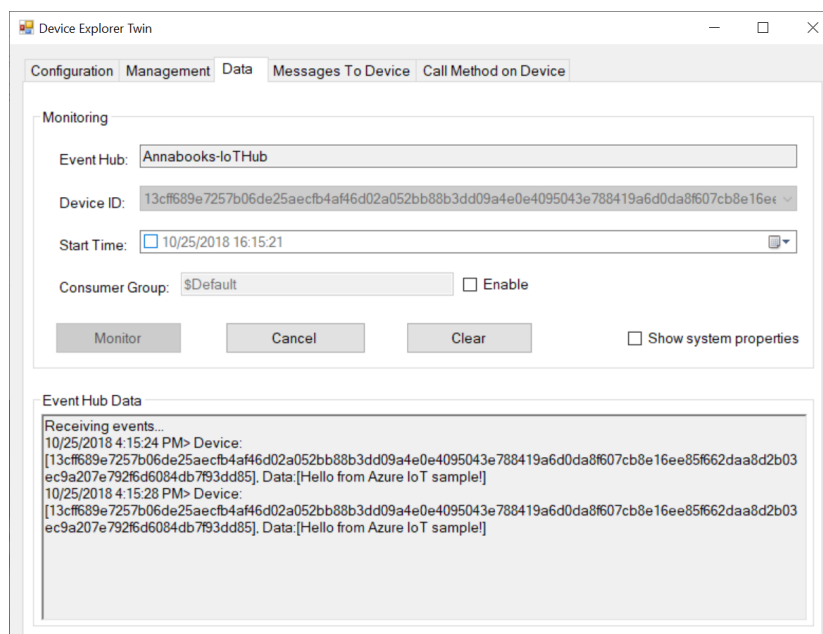 Device Explorer Twin
Configuration Management Data Messages To Device Call Method on Device
Monitoring
Event Hub: Annabooks-IoTHub
Device ID: 13cff689e7257b06de25aecfb4af46d02a052bb88b3dd09a4e0e4095043e788419a6d0da8f607cb8e16ee
Start Time: 10/25/2018 16:15:21
Consumer Group: $Default Enable
Monitor Cancel Clear Show system properties
Event Hub Data
Receiving events...
10/25/2018 4:15:24 PM> Device:
[13cff689e7257b06de25aecfb4af46d02a052bb88b3dd09a4e0e4095043e788419a6d0da8f607cb8e16ee85f662daa8d2b03
ec9a207e792f6d6084db7f93dd85], Data:[Hello from Azure IoT sample!]
10/25/2018 4:15:28 PM> Device:
[13cff689e7257b06de25aecfb4af46d02a052bb88b3dd09a4e0e4095043e788419a6d0da8f607cb8e16ee85f662daa8d2b03
ec9a207e792f6d6084db7f93dd85], Data:[Hello from Azure IoT sample!]